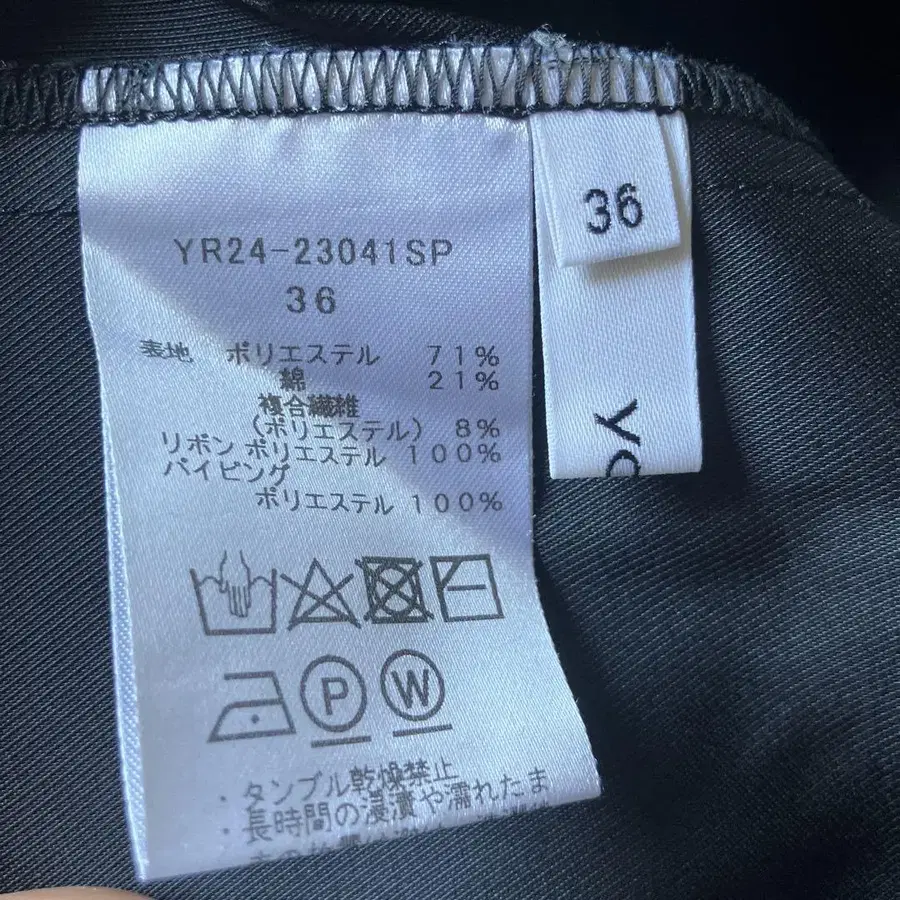 YR24-23041SP
36
表地 ポリエステル 71%
綿 21%
複合繊維
(ポリエステル) 8%
リボン ポリエステル 100%
パイピング
ポリエステル 100%
P W
・タンブル乾燥禁止
・長時間の浸漬や濡れたま
36
yo